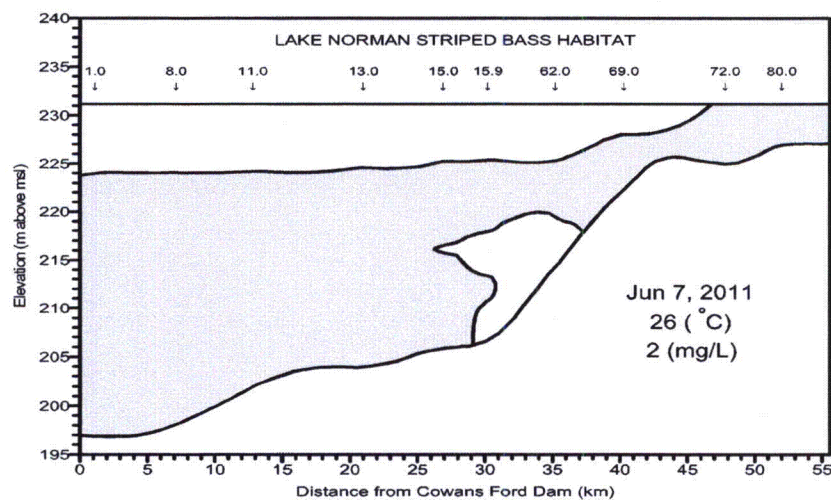 LAKE NORMAN STRIPED BASS HABITAT
1.0 8.0 11.0 13.0 15.0 15.9 62.0 69.0 72.0 80.0
↓ ↓ ↓ ↓ ↓ ↓ ↓ ↓ ↓ ↓
240
235
230
225
220
215
210
205
200
195
Elevation (m above msl)
Jun 7, 2011
26 ( °C)
2 (mg/L)
0 5 10 15 20 25 30 35 40 45 50 55
Distance from Cowans Ford Dam (km)